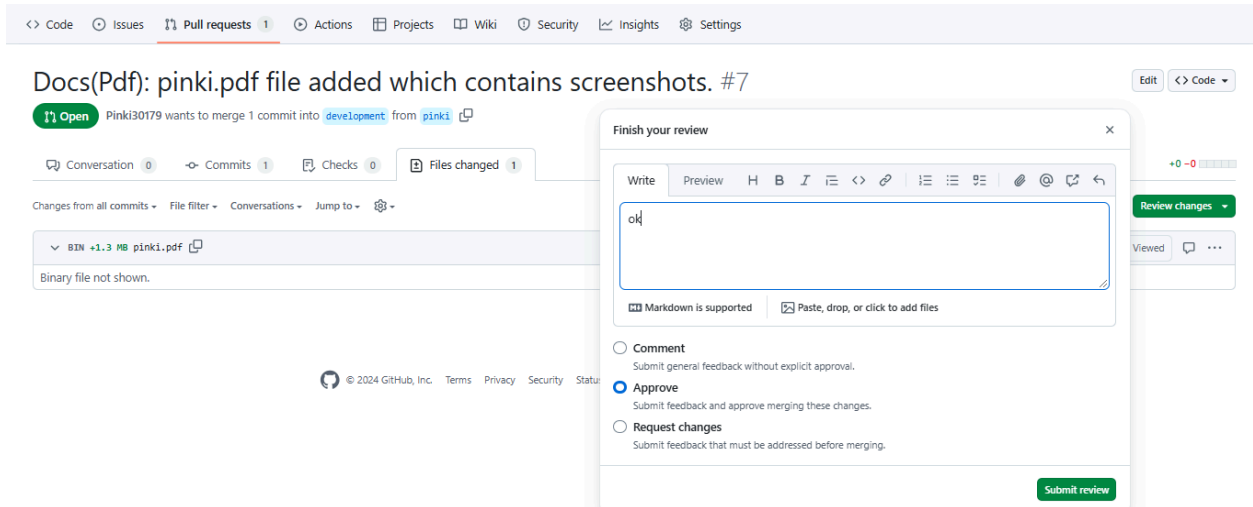 Code Issues Pull requests 1 Actions Projects Wiki Security Insights Settings
Docs(Pdf): pinki.pdf file added which contains screenshots. #7
Edit <> Code
Open Pinki30179 wants to merge 1 commit into development from pinki
Finish your review
Conversation 0 Commits 1 Checks 0 Files changed 1
+0 −0
Write Preview H B I
Changes from all commits File filter Conversations Jump to
Review changes
ok
BIN +1.3 MB pinki.pdf
Viewed
Binary file not shown.
Markdown is supported Paste, drop, or click to add files
Comment
Submit general feedback without explicit approval.
© 2024 GitHub, Inc. Terms Privacy Security
Approve
Submit feedback and approve merging these changes.
Request changes
Submit feedback that must be addressed before merging.
Submit review